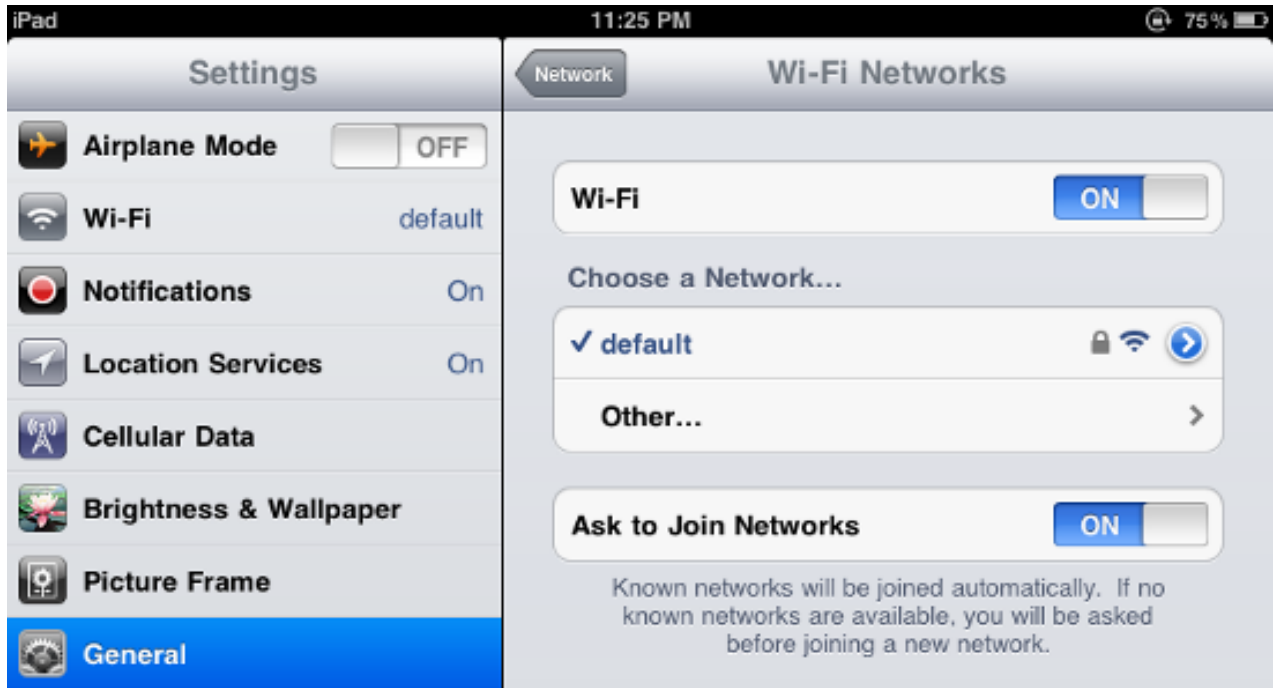 iPad 11:25 PM 75%
Settings
Airplane Mode OFF
Wi-Fi default
Notifications On
Location Services On
Cellular Data
Brightness & Wallpaper
Picture Frame
General
Network Wi-Fi Networks
Wi-Fi ON
Choose a Network...
default
Other...
Ask to Join Networks ON
Known networks will be joined automatically. If no
known networks are available, you will be asked
before joining a new network.